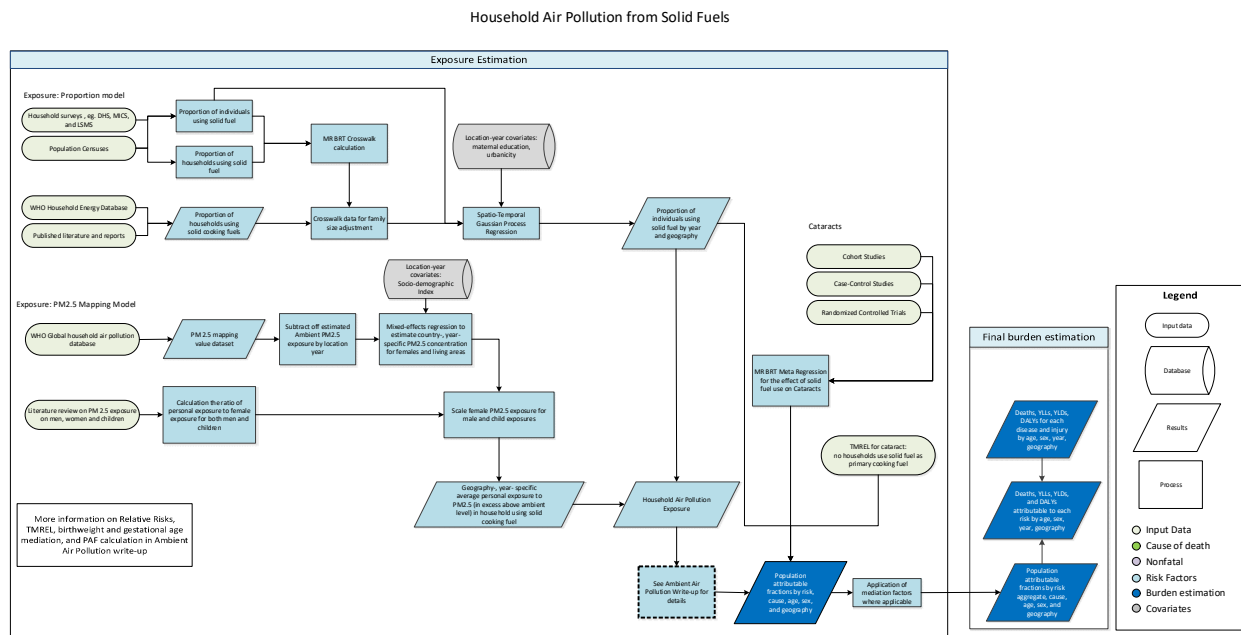 Household Air Pollution from Solid Fuels
Exposure Estimation
Exposure: Proportion model
Household surveys , eg. DHS, MICS,
and LSMS
Population Censuses
Proportion of individuals
using solid fuel
Proportion of
households using solid
fuel
MR BRT Crosswalk
calculation
Location-year covariates:
maternal education,
urbanicity
WHO Household Energy Database
Published literature and reports
Proportion of
households using
solid cooking fuels
Crosswalk data for family
size adjustment
Spatio-Temporal
Gaussian Process
Regression
Proportion of
individuals using
solid fuel by year
and geography
Cataracts
Cohort Studies
Case-Control Studies
Randomized Controlled Trials
Location-year
covariates:
Socio-demographic
Index
Exposure: PM2.5 Mapping Model
WHO Global household air pollution
database
PM 2.5 mapping
value dataset
Subtract off estimated
Ambient PM2.5
exposure by location
year
Mixed-effects regression to
estimate country-, year-
specific PM2.5 concentration
for females and living areas
MR BRT Meta Regression
for the effect of solid
fuel use on Cataracts
Literature review on PM 2.5 exposure
on men, women and children
Calculation the ratio of
personal exposure to female
exposure for both men and
children
Scale female PM2.5 exposure for
male and child exposures
TMREL for cataract:
no households use solid fuel as
primary cooking fuel
Geography-, year- specific
average personal exposure to
PM2.5 (in excess above ambient
level) in household using solid
cooking fuel
Household Air Pollution
Exposure
More information on Relative Risks,
TMREL, birthweight and gestational age
mediation, and PAF calculation in Ambient
Air Pollution write-up
See Ambient Air
Pollution Write-up for
details
Population
attributable
fractions by risk,
cause, age, sex,
and geography
Application of
mediation factors
where applicable
Final burden estimation
Deaths, YLLs, YLDs,
DALYs for each
disease and injury
by age, sex, year,
geography
Deaths, YLLs, YLDs,
and DALYs
attributable to each
risk by age, sex,
year, geography
Population
attributable
fractions by risk
aggregate, cause,
age, sex, and
geography
Legend
Input data
Database
Results
Process
Input Data
Cause of death
Nonfatal
Risk Factors
Burden estimation
Covariates